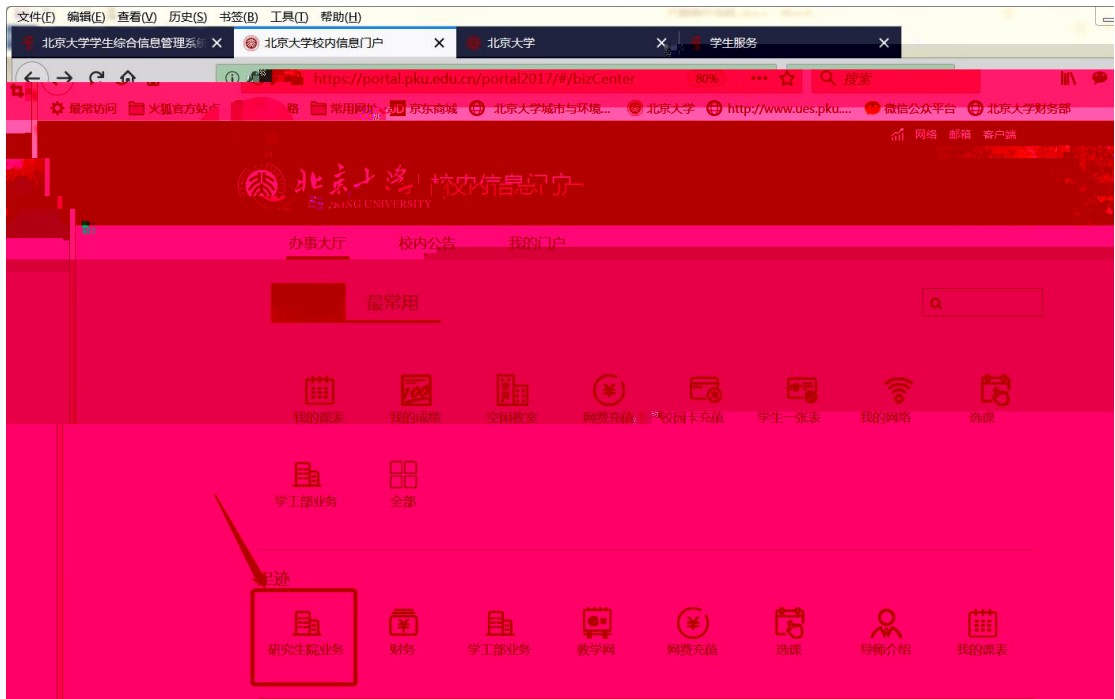 文件(F) 编辑(E) 查看(V) 历史(S) 书签(B) 工具(T) 帮助(H)
北京大学学生综合信息管理系统 北京大学校内信息门户 北京大学 学生服务
https://portal.pku.edu.cn/portal2017/#/bizCenter 80% 搜索
最常访问 火狐官方站点 常用网址 JD 京东商城 北京大学城市与环境... 北京大学 http://www.ues.pku.... 微信公众平台 北京大学财务部
网络 邮箱 客户端
北京大学 校内信息门户
PEKING UNIVERSITY
办事大厅 校内公告 我的门户
最常用
100
我的课表 我的成绩 空闲教室 网费充值 校园卡充值 学生一张表 我的网络 选课
学工部业务 全部
足迹
研究生院业务 财务 学工部业务 教学网 网费充值 选课 导师介绍 我的课表